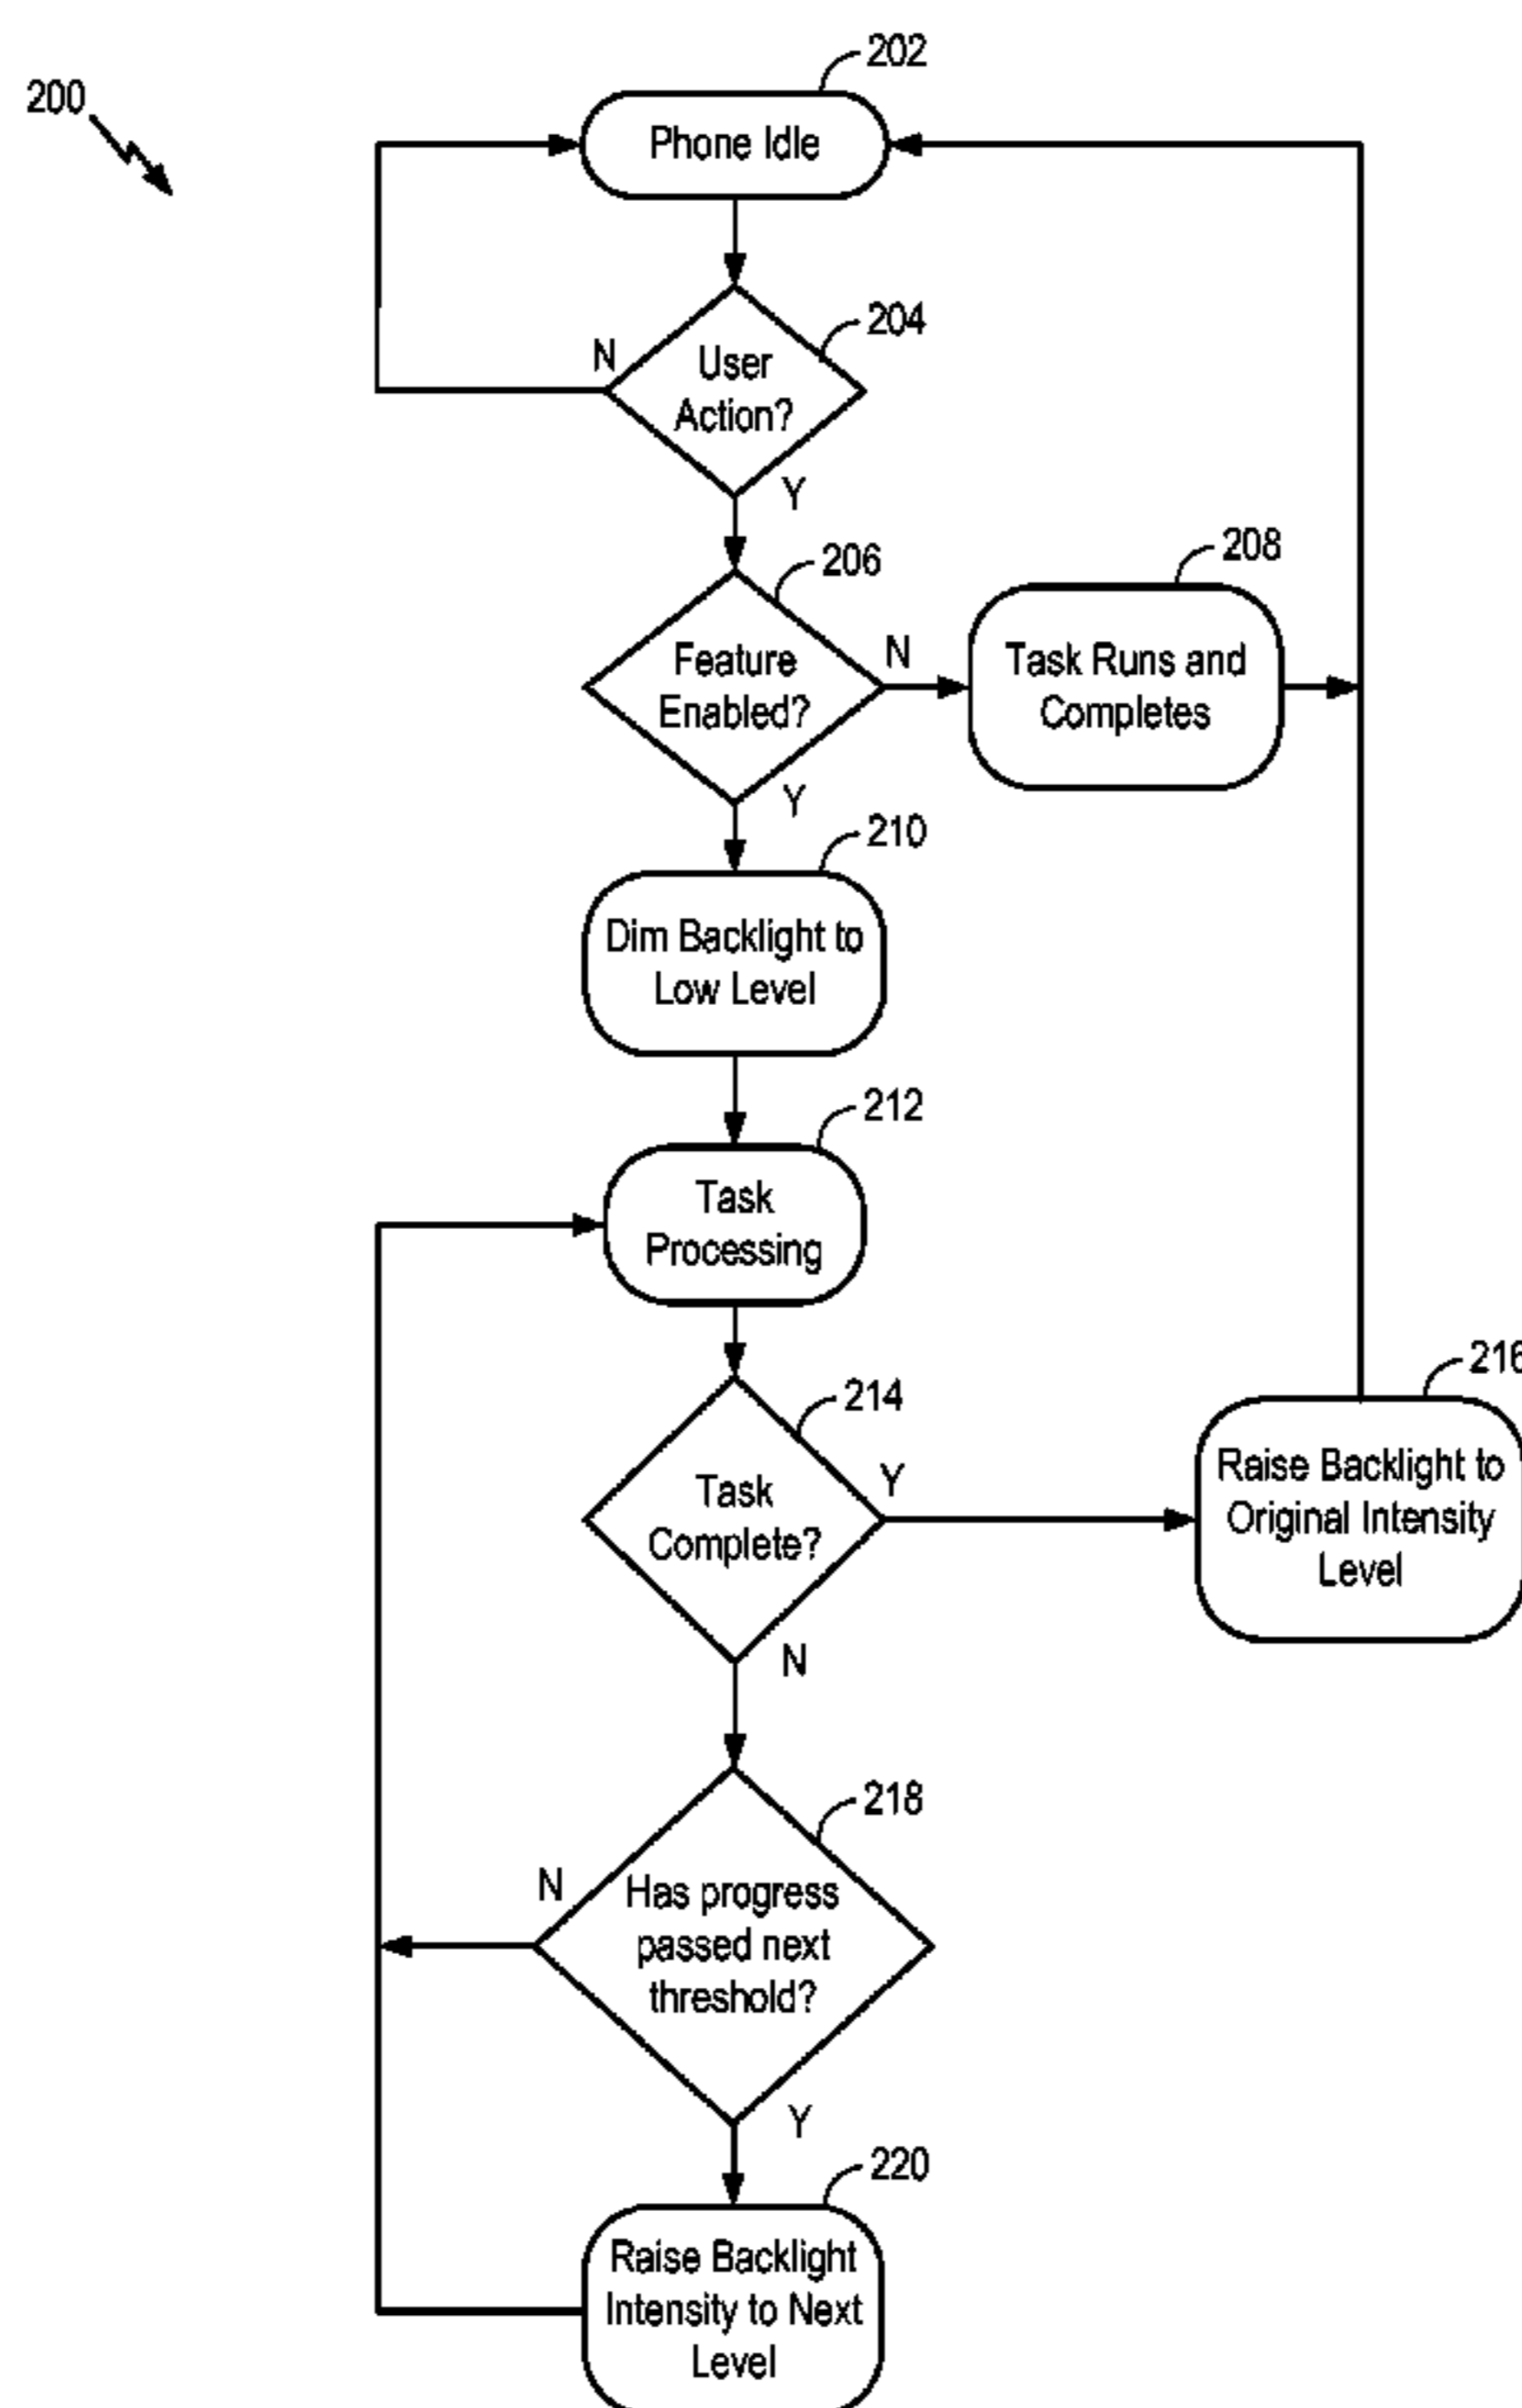 200
202
Phone Idle
204
N
User
Action?
Y
206
Feature
Enabled?
N
208
Task Runs and
Completes
Y
210
Dim Backlight to
Low Level
212
Task
Processing
214
Task
Complete?
Y
216
Raise Backlight to
Original Intensity
Level
N
218
N
Has progress
passed next
threshold?
Y
220
Raise Backlight
Intensity to Next
Level